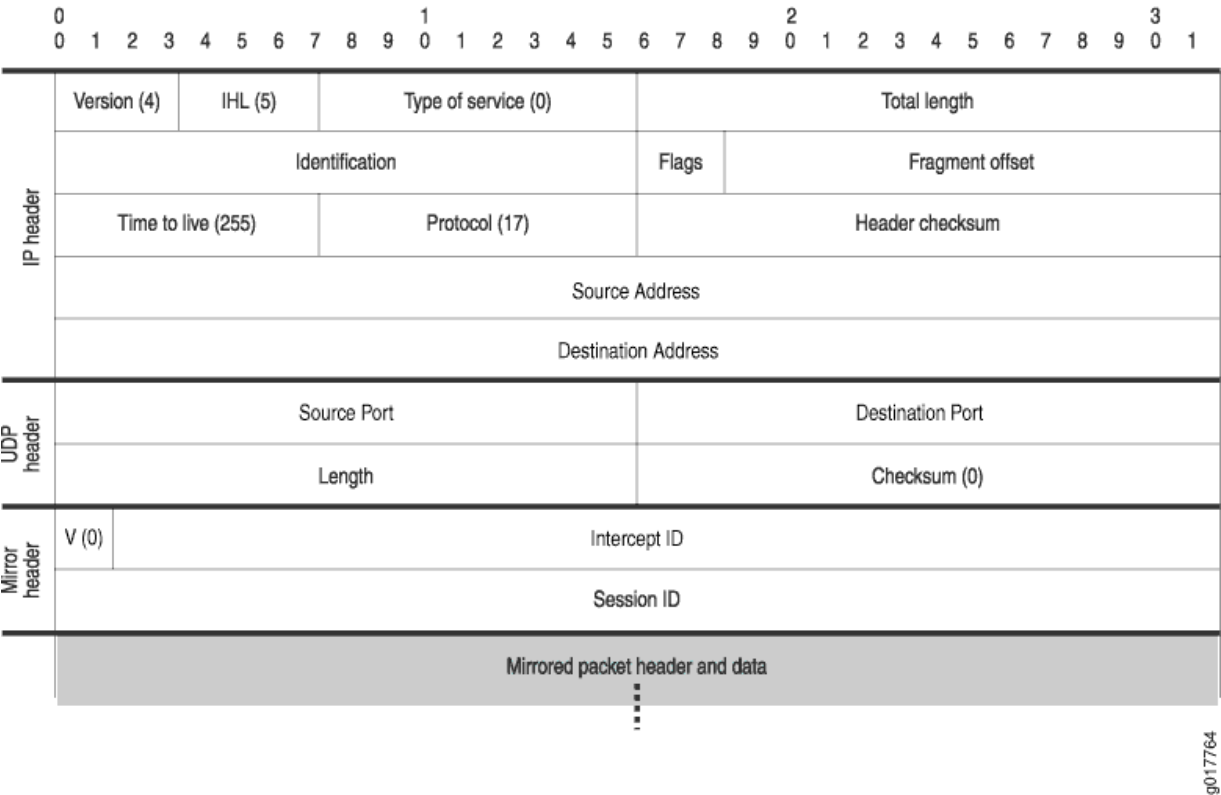 0 1 2 3
0 1 2 3 4 5 6 7 8 9 0 1 2 3 4 5 6 7 8 9 0 1 2 3 4 5 6 7 8 9 0 1
IP header
Version (4) IHL (5) Type of service (0) Total length
Identification Flags Fragment offset
Time to live (255) Protocol (17) Header checksum
Source Address
Destination Address
UDP
header
Source Port Destination Port
Length Checksum (0)
Mirror
header
V (0) Intercept ID
Session ID
Mirrored packet header and data
g017764